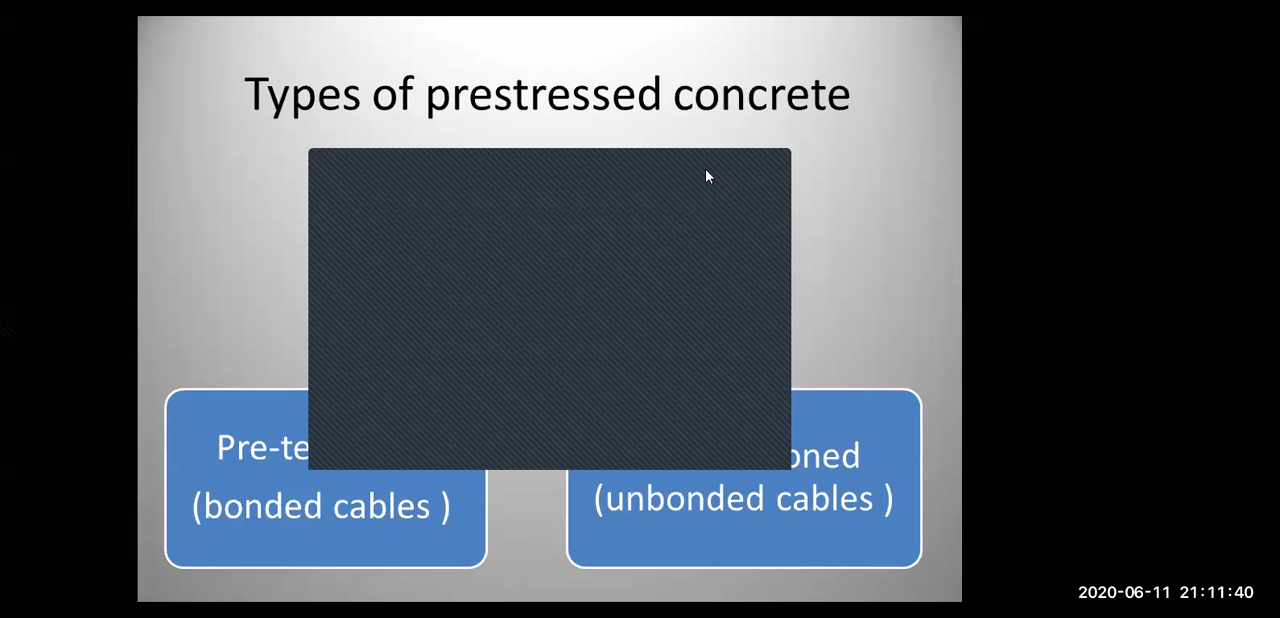 Types of prestressed concrete
Pre-te
(bonded cables )
oned
(unbonded cables )
2020-06-11 21:11:40